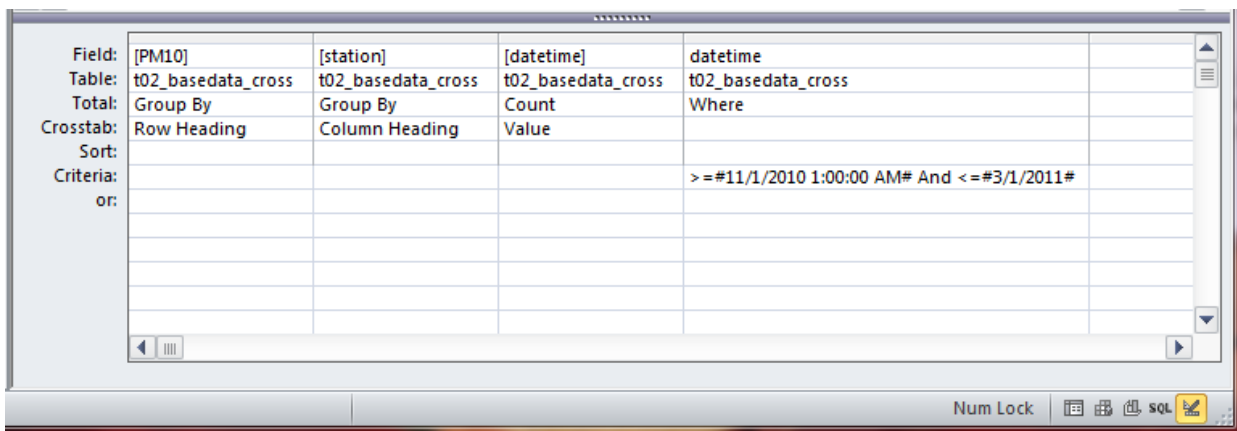 Field: [PM10] [station] [datetime] datetime
Table: t02_basedata_cross t02_basedata_cross t02_basedata_cross t02_basedata_cross
Total: Group By Group By Count Where
Crosstab: Row Heading Column Heading Value
Sort:
Criteria: >=#11/1/2010 1:00:00 AM# And <=#3/1/2011#
or:
Num Lock SQL